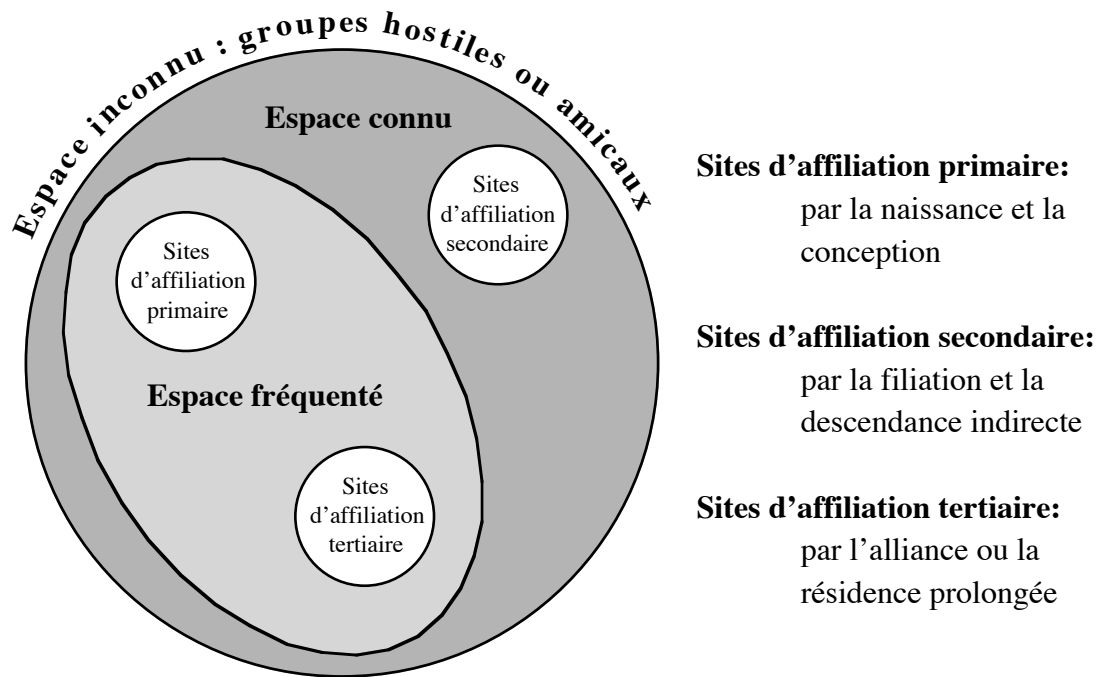 Espace inconnu : groupes hostiles ou amicaux
Espace connu
Sites
d’affiliation
secondaire
Sites
d’affiliation
primaire
Espace fréquenté
Sites
d’affiliation
tertiaire
Sites d’affiliation primaire:
par la naissance et la
conception
Sites d’affiliation secondaire:
par la filiation et la
descendance indirecte
Sites d’affiliation tertiaire:
par l’alliance ou la
résidence prolongée